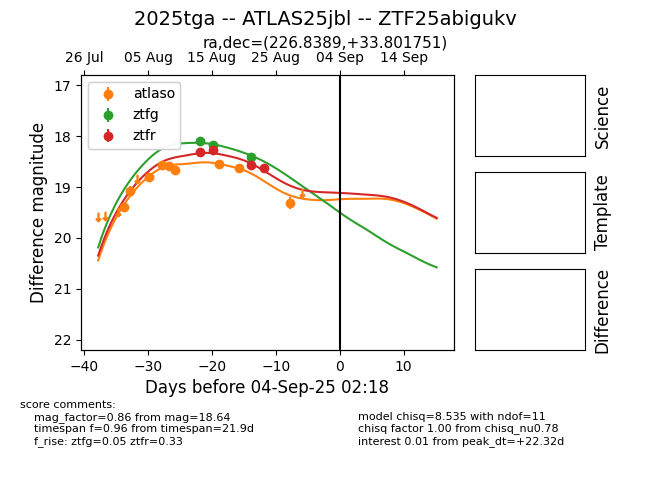 2025tga -- ATLAS25jbl -- ZTF25abigukv
ra,dec=(226.8389,+33.801751)
26 Jul 05 Aug 15 Aug 25 Aug 04 Sep 14 Sep
17
18
19
20
21
22
Difference magnitude
atlaso
ztfg
ztfr
−40 −30 −20 −10 0 10
Days before 04-Sep-25 02:18
Science
Template
Difference
score comments:
mag_factor=0.86 from mag=18.64
timespan f=0.96 from timespan=21.9d
f_rise: ztfg=0.05 ztfr=0.33
model chisq=8.535 with ndof=11
chisq factor 1.00 from chisq_nu0.78
interest 0.01 from peak_dt=+22.32d